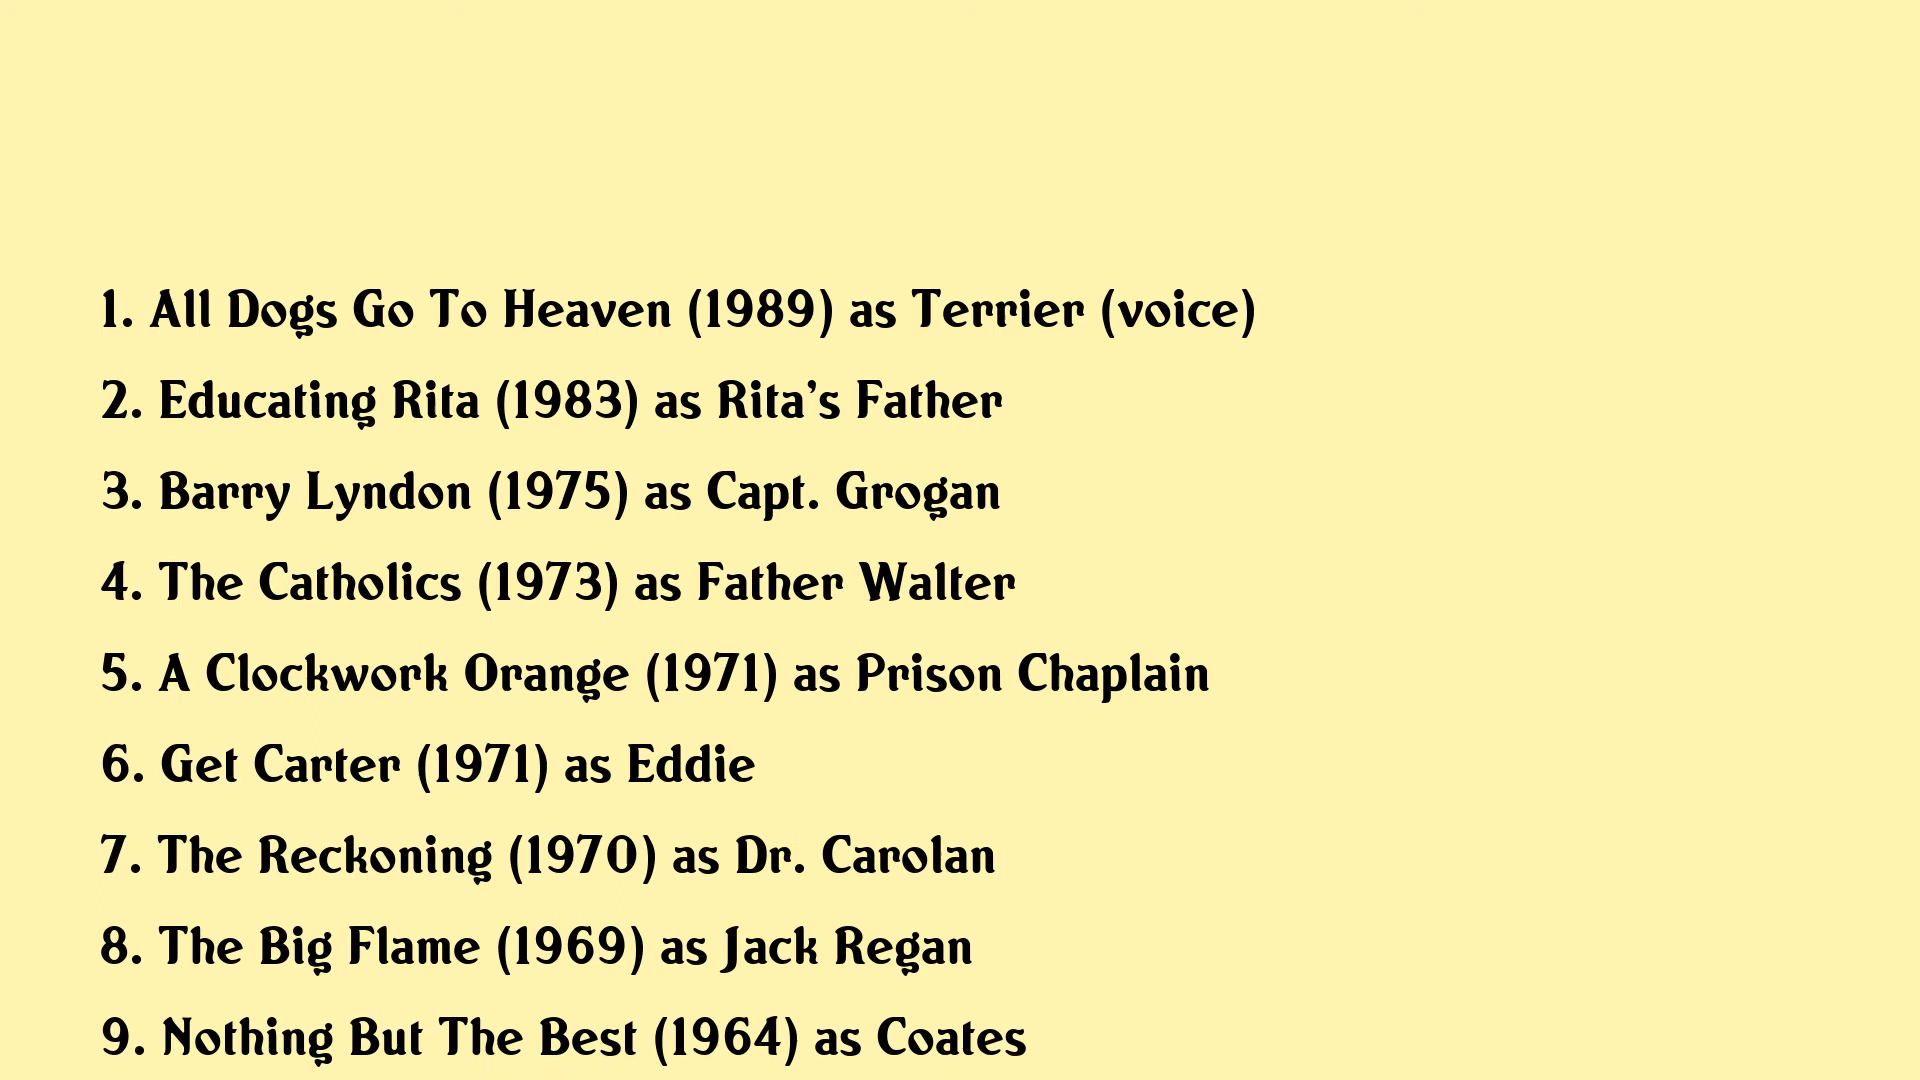 1. All Dogs Go To Heaven (1989) as Terrier (voice)
2. Educating Rita (1983) as Rita’s Father
3. Barry Lyndon (1975) as Capt. Grogan
4. The Catholics (1973) as Father Walter
5. A Clockwork Orange (1971) as Prison Chaplain
6. Get Carter (1971) as Eddie
7. The Reckoning (1970) as Dr. Carolan
8. The Big Flame (1969) as Jack Regan
9. Nothing But The Best (1964) as Coates